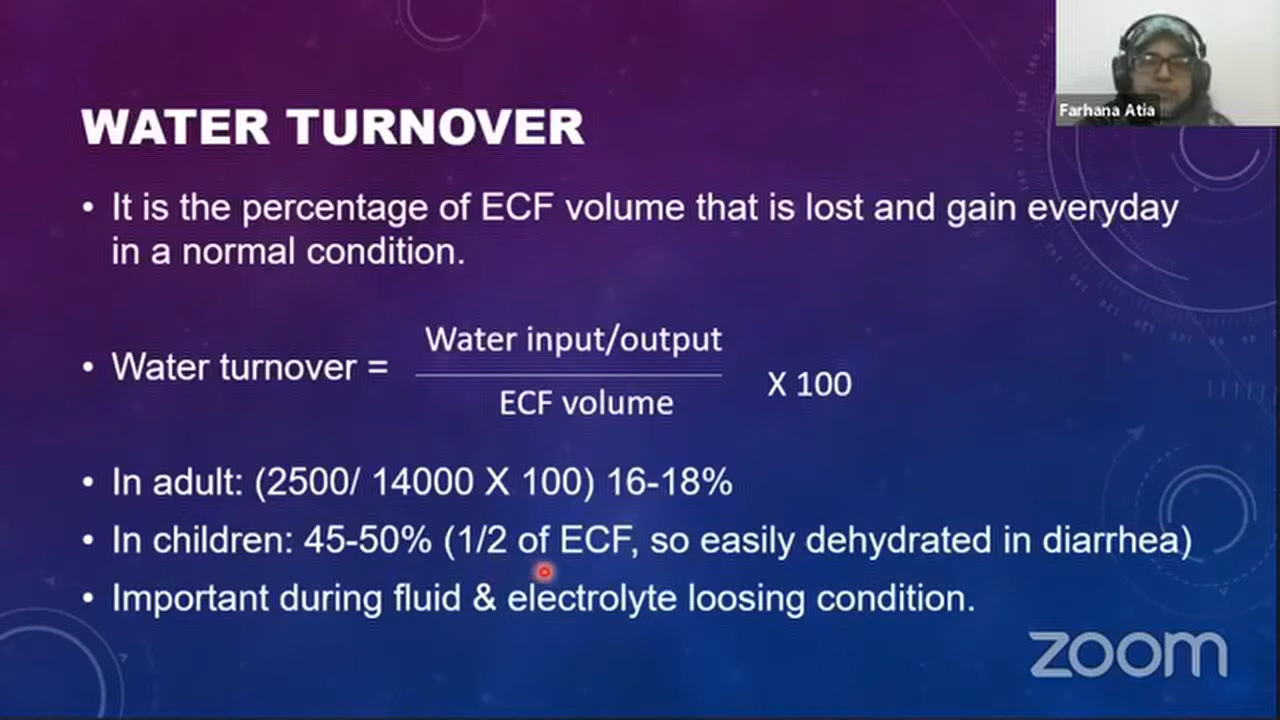 Farhana Atia
WATER TURNOVER
• It is the percentage of ECF volume that is lost and gain everyday
in a normal condition.
• Water turnover = Water input/output
ECF volume
X 100
• In adult: (2500/ 14000 X 100) 16-18%
• In children: 45-50% (1/2 of ECF, so easily dehydrated in diarrhea)
• Important during fluid & electrolyte loosing condition.
zoom